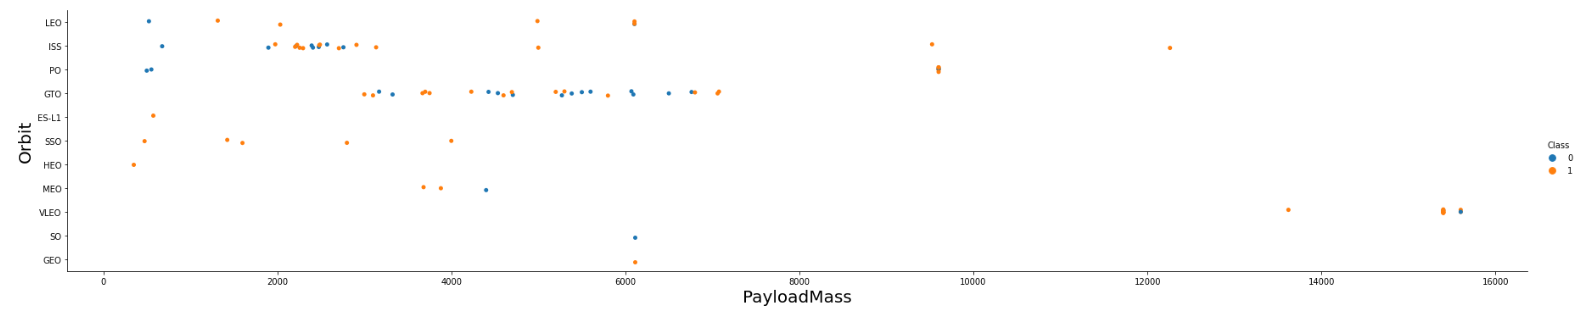 Orbit
LEO
ISS
PO
GTO
ES-L1
SSO
HEO
MEO
VLEO
SO
GEO
0 2000 4000 6000 8000 10000 12000 14000 16000
PayloadMass
Class
0
1